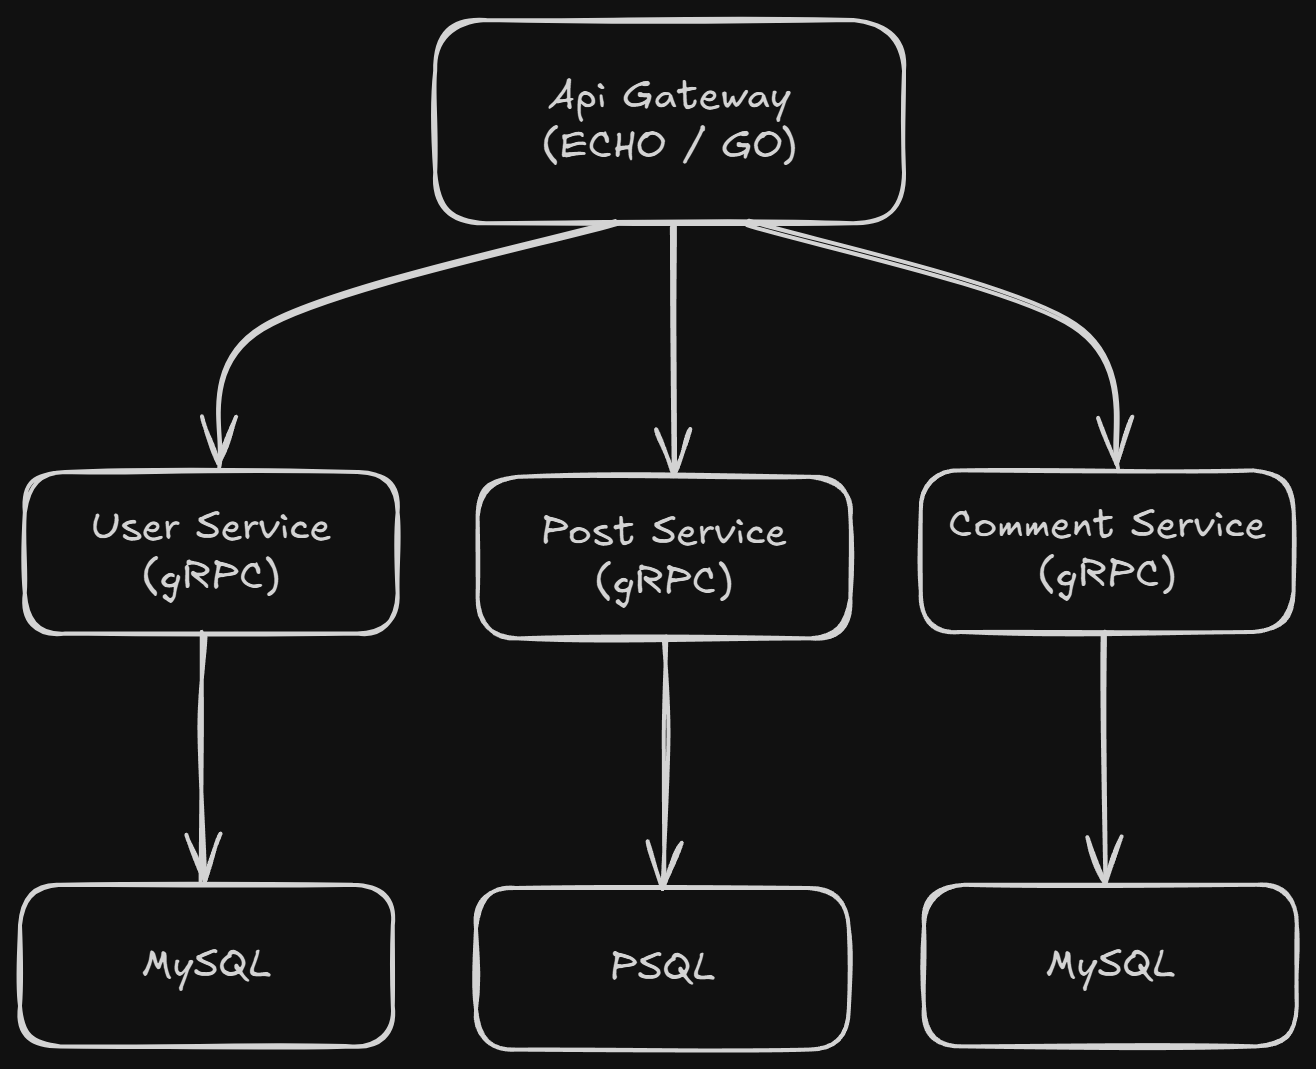 Api Gateway
(ECHO / GO)
User Service
(gRPC)
Post Service
(gRPC)
Comment Service
(gRPC)
MySQL
PSQL
MySQL